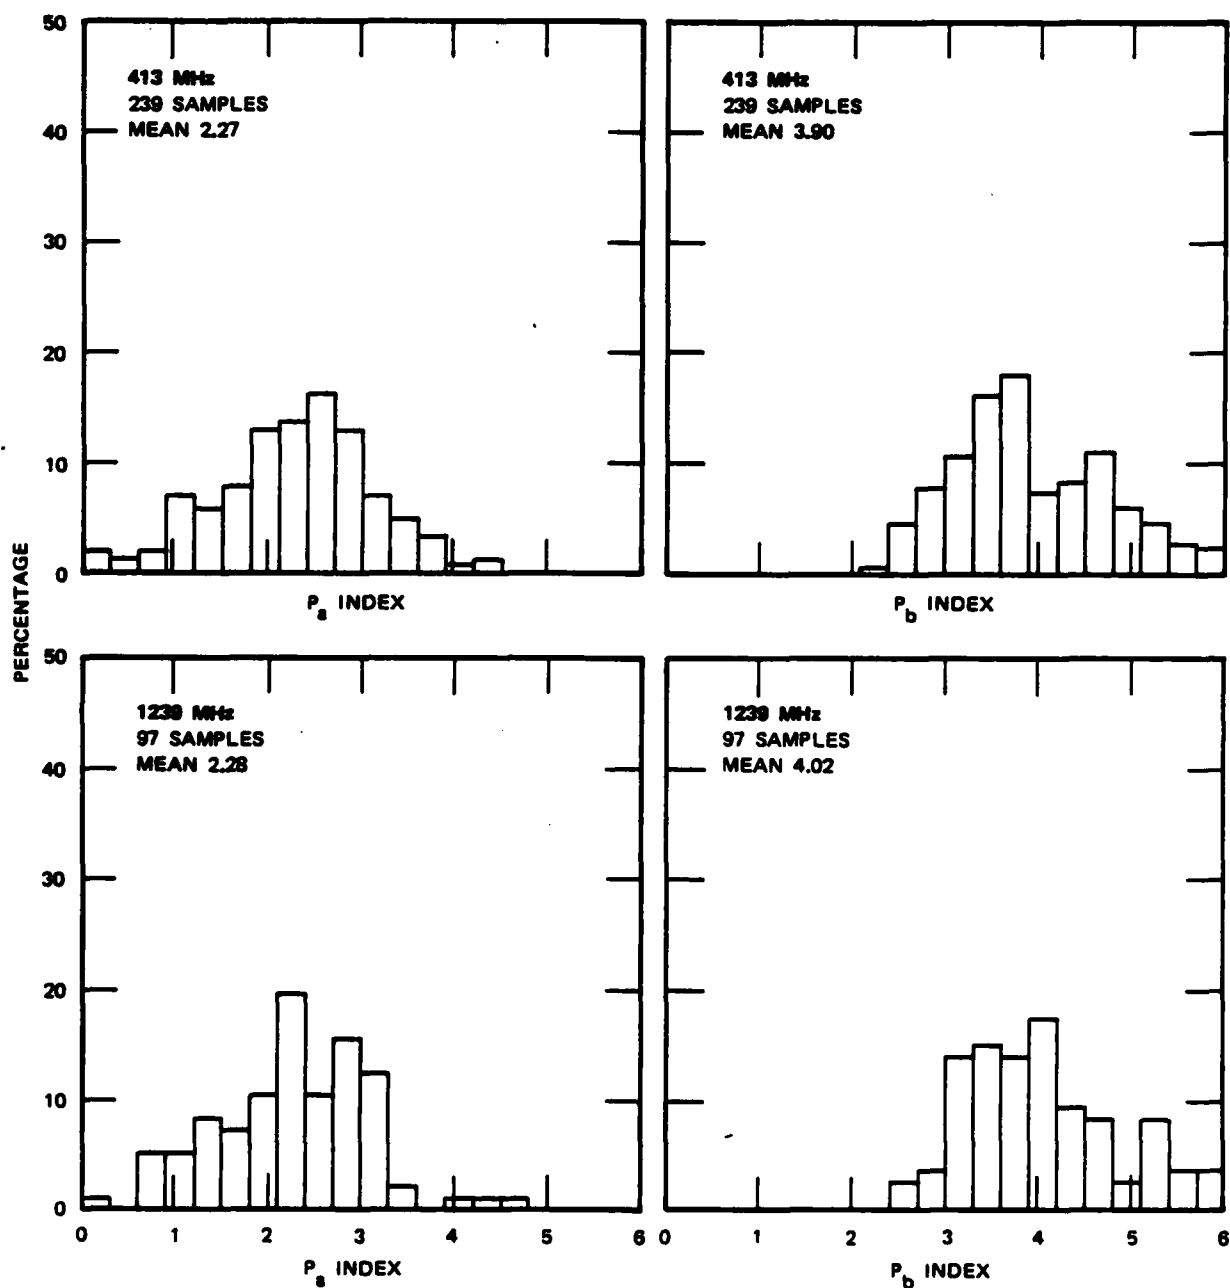 PERCENTAGE
50
40
30
20
10
0
413 MHz
239 SAMPLES
MEAN 2.27
Pa INDEX
413 MHz
239 SAMPLES
MEAN 3.90
Pb INDEX
50
40
30
20
10
0
1239 MHz
97 SAMPLES
MEAN 2.28
0 1 2 3 4 5 6
Pa INDEX
1239 MHz
97 SAMPLES
MEAN 4.02
0 1 2 3 4 5 6
Pb INDEX